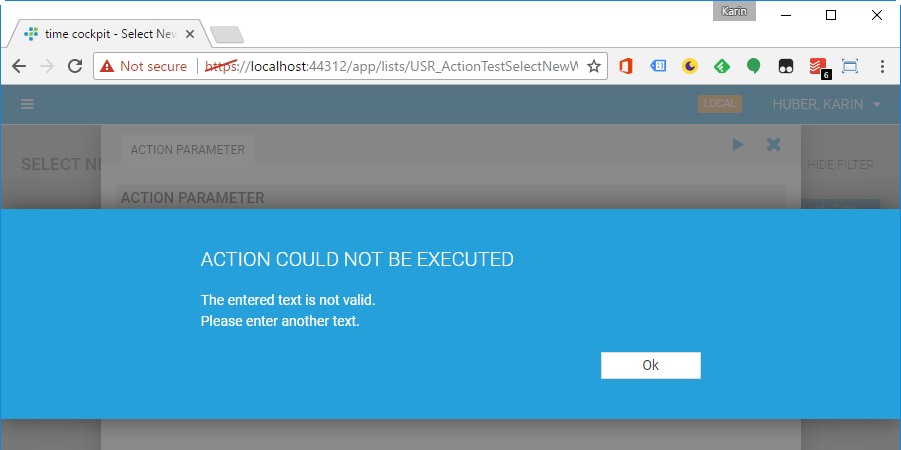 Karin
time cockpit - Select New
Not secure
https://localhost:44312/app/lists/USR_ActionTestSelectNewW
6
LOCAL
HUBER, KARIN
ACTION PARAMETER
SELECT NE
HIDE FILTER
ACTION PARAMETER
ACTION COULD NOT BE EXECUTED
The entered text is not valid.
Please enter another text.
Ok